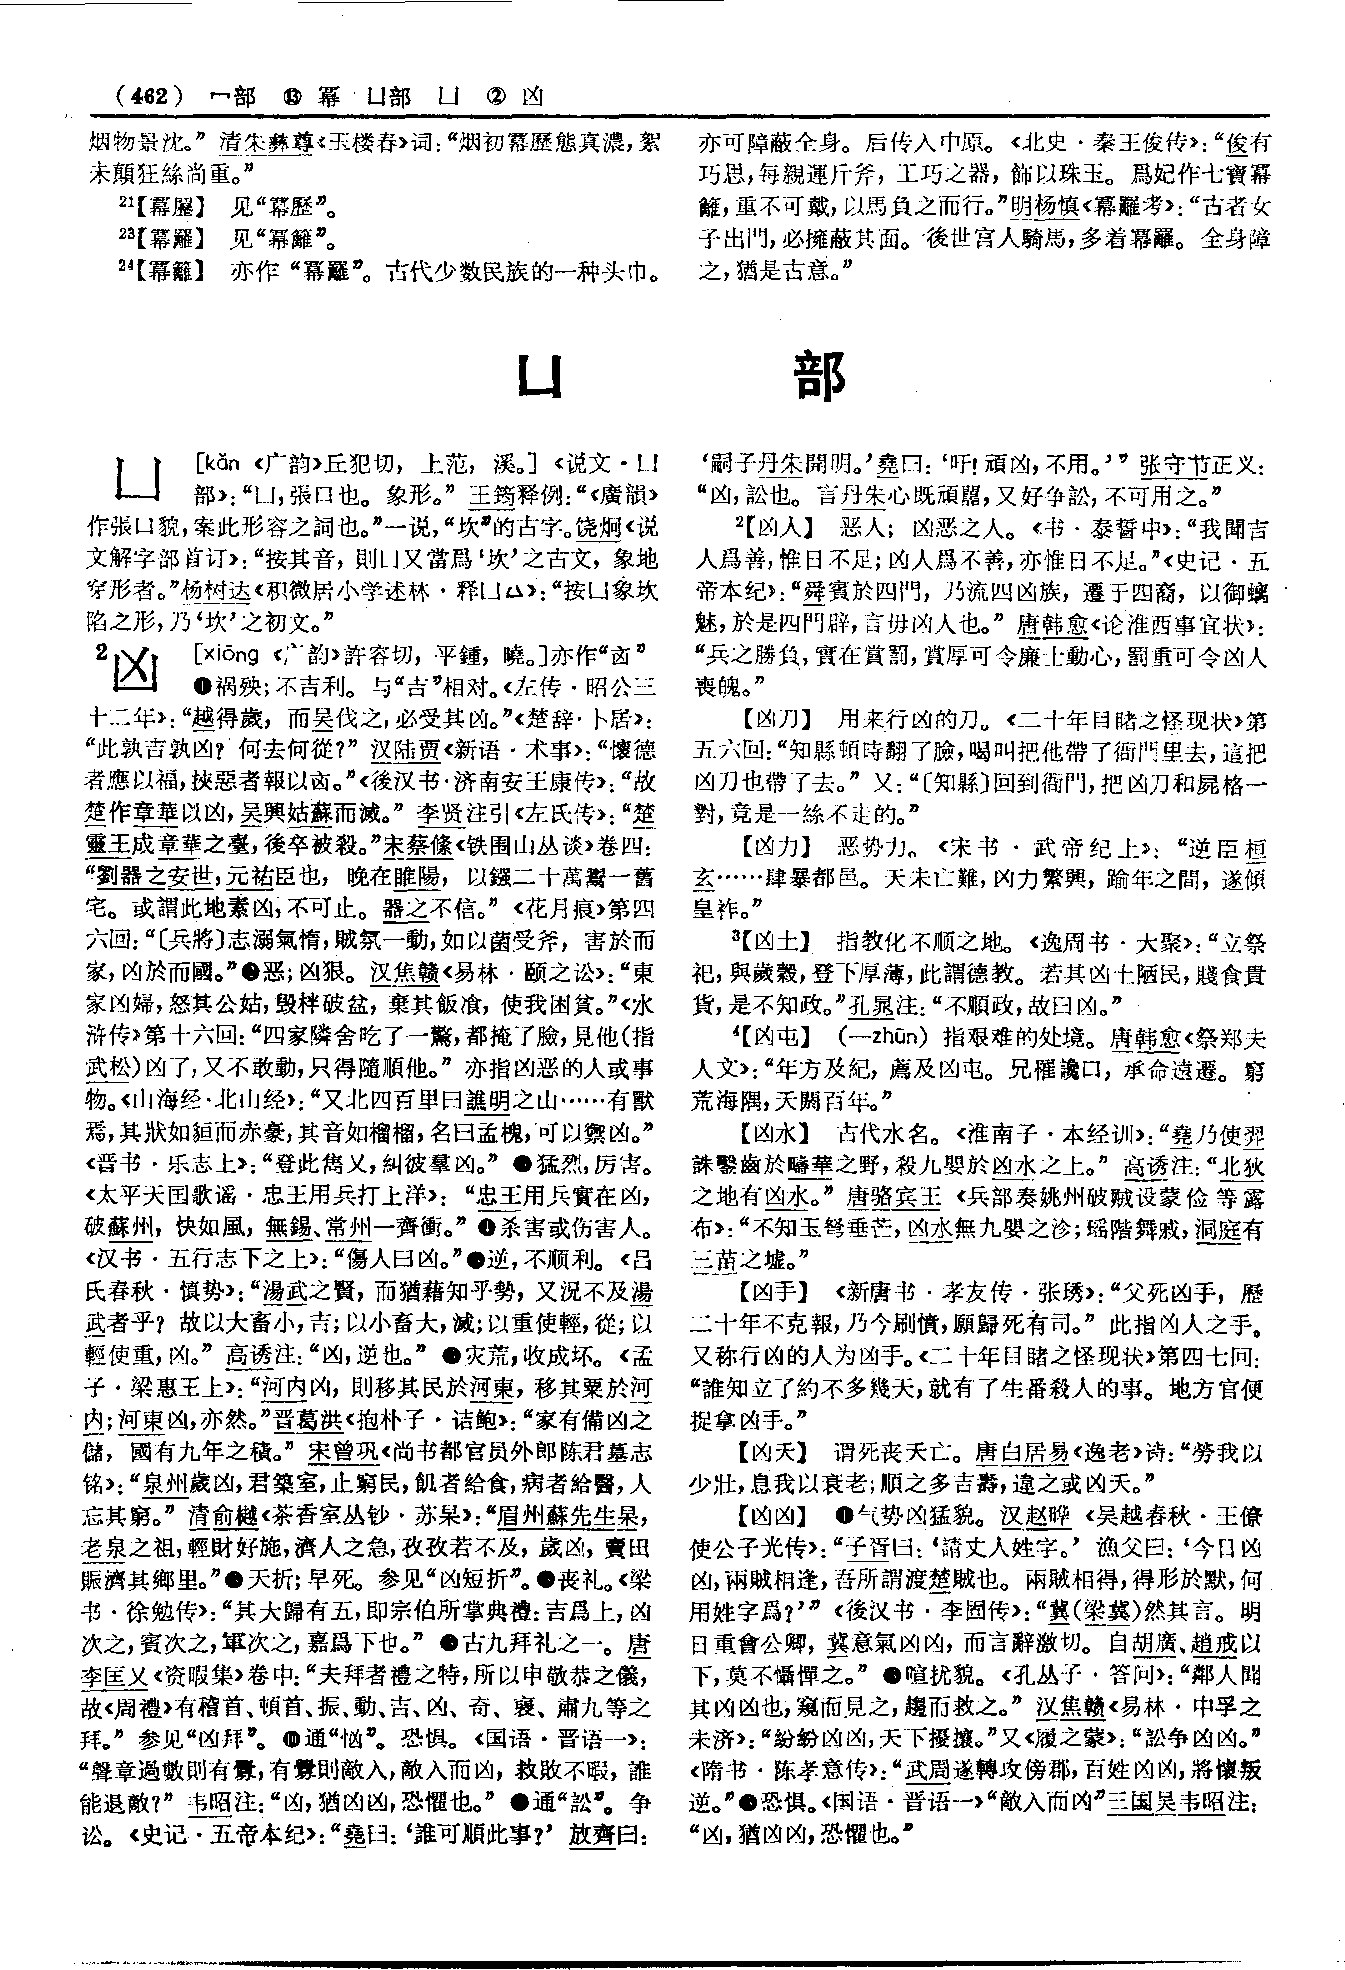 (462) 冖部 ⑬ 冪 凵部 凵 ② 凶
烟物景沈。”清朱彝尊《玉楼春》词：“烟初冪歷態真濃，絮
未顛狂絲尚重。”
²¹【冪㞕】 见“冪歷”。
²³【冪羅】 见“冪䍦”。
²⁴【冪䍦】 亦作“冪羅”。古代少数民族的一种头巾。
亦可障蔽全身。后传入中原。《北史·秦王俊传》：“俊有
巧思，每親運斤斧，工巧之器，飾以珠玉。爲妃作七寶冪
䍦，重不可戴，以馬負之而行。”明杨慎《冪羅考》：“古者女
子出門，必擁蔽其面。後世宫人騎馬，多着冪羅。全身障
之，猶是古意。”
凵 部
凵 [kǎn 《广韵》丘犯切，上范，溪。] 《说文·凵
部》：“凵，張口也。象形。”王筠释例：“《廣韻》
作張口貌，案此形容之詞也。”一说，“坎”的古字。饶炯《说
文解字部首订》：“按其音，則凵又當爲‘坎’之古文，象地
穿形者。”杨树达《积微居小学述林·释凵厶》：“按凵象坎
陷之形，乃‘坎’之初文。”
²凶 [xiōng 《广韵》許容切，平鍾，曉。]亦作“㐫”
❶祸殃；不吉利。与“吉”相对。《左传·昭公三
十二年》：“越得歲，而吴伐之，必受其凶。”《楚辞·卜居》：
“此孰吉孰凶？何去何從？”汉陆贾《新语·术事》：“懷德
者應以福，挾惡者報以㐫。”《後汉书·济南安王康传》：“故
楚作章華以凶，吴興姑蘇而滅。”李贤注引《左氏传》：“楚
靈王成章華之臺，後卒被殺。”宋蔡絛《铁围山丛谈》卷四：
“劉器之安世，元祐臣也，晚在睢陽，以鏹二十萬鬻一舊
宅。或謂此地素凶，不可止。器之不信。”《花月痕》第四
六回：“〔兵將〕志溺氣惰，賊氛一動，如以菌受斧，害於而
家，凶於而國。”❷恶；凶狠。汉焦赣《易林·颐之讼》：“東
家凶婦，怒其公姑，毁柈破盆，棄其飯飡，使我困貧。”《水
浒传》第十六回：“四家隣舍吃了一驚，都掩了臉，見他(指
武松)凶了，又不敢動，只得隨順他。”亦指凶恶的人或事
物。《山海经·北山经》：“又北四百里曰譙明之山……有獸
焉，其狀如貆而赤豪，其音如榴榴，名曰孟槐，可以禦凶。”
《晋书·乐志上》：“登此雋乂，糾彼羣凶。”❸猛烈，厉害。
《太平天囯歌谣·忠王用兵打上洋》：“忠王用兵實在凶，
破蘇州，快如風，無錫、常州一齊衝。”❹杀害或伤害人。
《汉书·五行志下之上》：“傷人曰凶。”❺逆，不顺利。《吕
氏春秋·慎势》：“湯武之賢，而猶藉知乎勢，又況不及湯
武者乎？故以大畜小，吉；以小畜大，滅；以重使輕，從；以
輕使重，凶。”高诱注：“凶，逆也。”❻灾荒，收成坏。《孟
子·梁惠王上》：“河内凶，則移其民於河東，移其粟於河
内；河東凶，亦然。”晋葛洪《抱朴子·诘鲍》：“家有備凶之
儲，國有九年之積。”宋曾巩《尚书都官员外郎陈君墓志
铭》：“泉州歲凶，君築室，止窮民，飢者給食，病者給醫，人
忘其窮。”清俞樾《茶香室丛钞·苏杲》：“眉州蘇先生杲，
老泉之祖，輕財好施，濟人之急，孜孜若不及，歲凶，賣田
賑濟其鄉里。”❼夭折；早死。参见“凶短折”。❽丧礼。《梁
书·徐勉传》：“其大歸有五，即宗伯所掌典禮：吉爲上，凶
次之，賓次之，軍次之，嘉爲下也。”❾古九拜礼之一。唐
李匡乂《资暇集》卷中：“夫拜者禮之特，所以申敬恭之儀，
故《周禮》有稽首、頓首、振、動、吉、凶、奇、褒、肅九等之
拜。”参见“凶拜”。❿通“恟”。恐惧。《国语·晋语一》：
“聲章過數則有釁，有釁則敵入，敵入而凶，救敗不暇，誰
能退敵？”韦昭注：“凶，猶凶凶，恐懼也。”⓫通“訟”。争
讼。《史记·五帝本纪》：“堯曰：‘誰可順此事？’放齊曰：
‘嗣子丹朱開明。’堯曰：‘吁！頑凶，不用。’”张守节正义：
“凶，訟也。言丹朱心既頑嚚，又好争訟，不可用之。”
²【凶人】 恶人；凶恶之人。《书·泰誓中》：“我聞吉
人爲善，惟日不足；凶人爲不善，亦惟日不足。”《史记·五
帝本纪》：“舜賓於四門，乃流四凶族，遷于四裔，以御螭
魅，於是四門辟，言毋凶人也。”唐韩愈《论淮西事宜状》：
“兵之勝負，實在賞罰，賞厚可令廉士動心，罰重可令凶人
喪魄。”
【凶刀】 用来行凶的刀。《二十年目睹之怪现状》第
五六回：“知縣頓時翻了臉，喝叫把他帶了衙門里去，這把
凶刀也帶了去。”又：“〔知縣〕回到衙門，把凶刀和屍格一
對，竟是一絲不走的。”
【凶力】 恶势力。《宋书·武帝纪上》：“逆臣桓
玄……肆暴都邑。天未亡難，凶力繁興，踰年之間，遂傾
皇祚。”
³【凶土】 指教化不顺之地。《逸周书·大聚》：“立祭
祀，與歲穀，登下厚薄，此謂德教。若其凶土陋民，賤食貴
貨，是不知政。”孔晁注：“不順政，故曰凶。”
⁴【凶屯】 (—zhūn) 指艰难的处境。唐韩愈《祭郑夫
人文》：“年方及紀，薦及凶屯。兄罹讒口，承命遠遷。窮
荒海隅，夭閼百年。”
【凶水】 古代水名。《淮南子·本经训》：“堯乃使羿
誅鑿齒於疇華之野，殺九嬰於凶水之上。”高诱注：“北狄
之地有凶水。”唐骆宾王《兵部奏姚州破贼设蒙俭等露
布》：“不知玉弩垂芒，凶水無九嬰之沴；瑶階舞戚，洞庭有
三苗之墟。”
【凶手】 《新唐书·孝友传·张琇》：“父死凶手，歷
二十年不克報，乃今刷憤，願歸死有司。”此指凶人之手。
又称行凶的人为凶手。《二十年目睹之怪现状》第四七回：
“誰知立了約不多幾天，就有了生番殺人的事。地方官便
捉拿凶手。”
【凶夭】 谓死丧夭亡。唐白居易《逸老》诗：“勞我以
少壯，息我以衰老；順之多吉壽，違之或凶夭。”
【凶凶】 ❶气势凶猛貌。汉赵晔《吴越春秋·王僚
使公子光传》：“子胥曰：‘請丈人姓字。’漁父曰：‘今日凶
凶，兩賊相逢，吾所謂渡楚賊也。兩賊相得，得形於默，何
用姓字爲？’”《後汉书·李固传》：“冀(梁冀)然其言。明
日重會公卿，冀意氣凶凶，而言辭激切。自胡廣、趙戒以
下，莫不懾憚之。”❷喧扰貌。《孔丛子·答问》：“鄰人聞
其凶凶也，窺而見之，趨而救之。”汉焦赣《易林·中孚之
未济》：“紛紛凶凶，天下擾攘。”又《履之蒙》：“訟争凶凶。”
《隋书·陈孝意传》：“武周遂轉攻傍郡，百姓凶凶，將懷叛
逆。”❸恐惧。《国语·晋语一》“敵入而凶”三国吴韦昭注：
“凶，猶凶凶，恐懼也。”